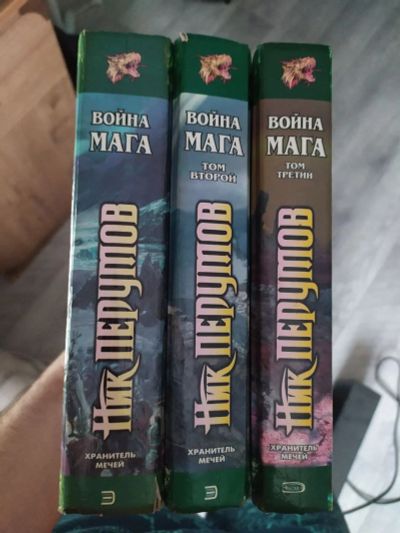 ВОЙНА
МАГА
Ник ПЕРУМОВ
ХРАНИТЕЛЬ
МЕЧЕЙ
Э
ВОЙНА
МАГА
ТОМ
ВТОРОЙ
Ник ПЕРУМОВ
ХРАНИТЕЛЬ
МЕЧЕЙ
Э
ВОЙНА
МАГА
ТОМ
ТРЕТИЙ
Ник ПЕРУМОВ
ХРАНИТЕЛЬ
МЕЧЕЙ